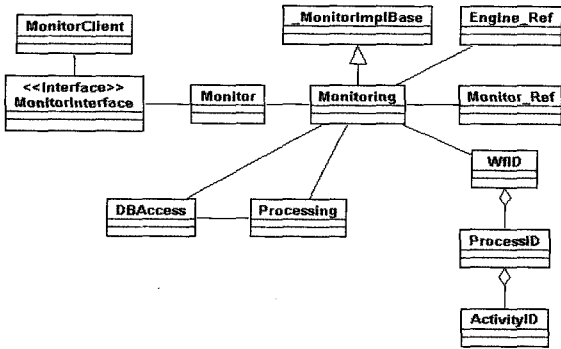 _MonitorImplBase
Engine_Ref
MonitorClient
<<Interface>>
MonitorInterface
Monitor
Monitoring
Monitor_Ref
WfID
DBAccess
Processing
ProcessID
ActivityID